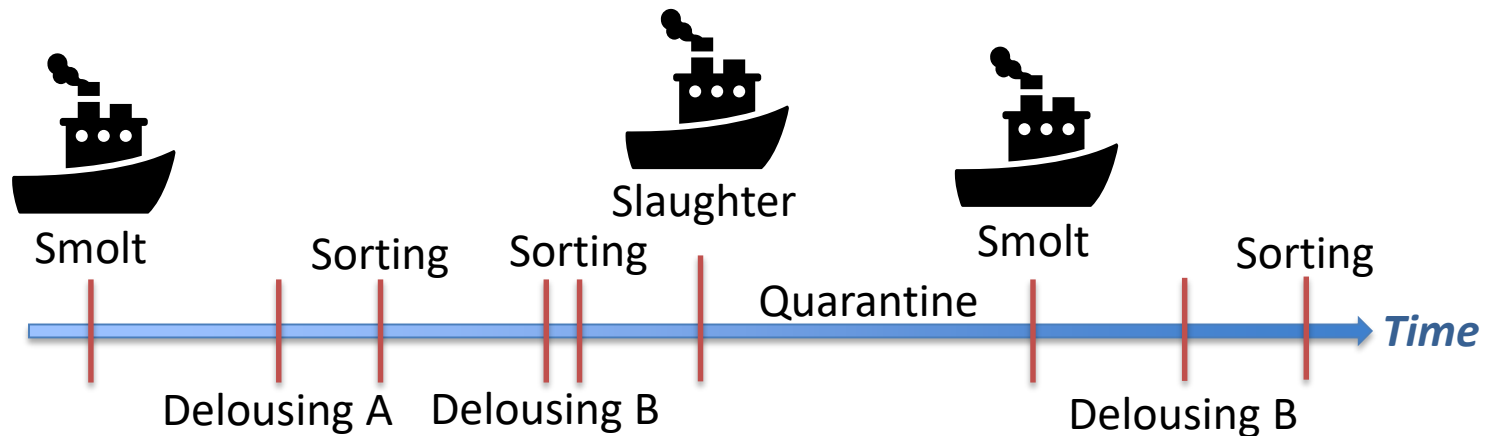 Slaughter
Smolt
Sorting
Sorting
Smolt
Sorting
Quarantine
Time
Delousing A
Delousing B
Delousing B